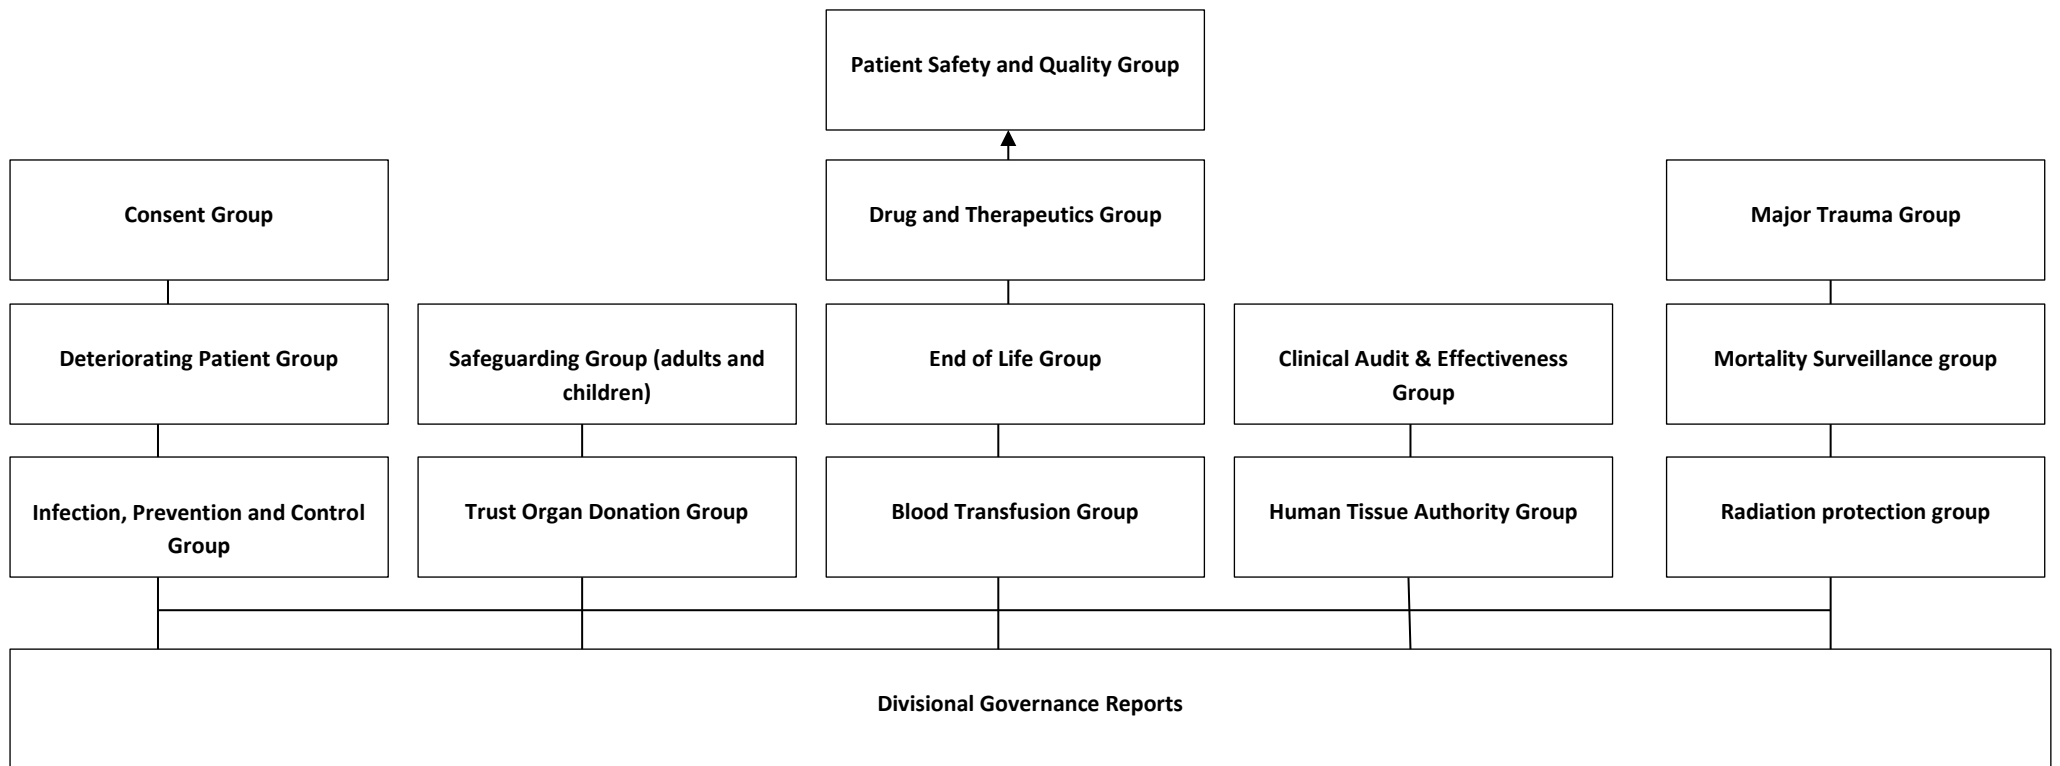 Patient Safety and Quality Group
Consent Group
Drug and Therapeutics Group
Major Trauma Group
Deteriorating Patient Group
Safeguarding Group (adults and
children)
End of Life Group
Clinical Audit & Effectiveness
Group
Mortality Surveillance group
Infection, Prevention and Control
Group
Trust Organ Donation Group
Blood Transfusion Group
Human Tissue Authority Group
Radiation protection group
Divisional Governance Reports